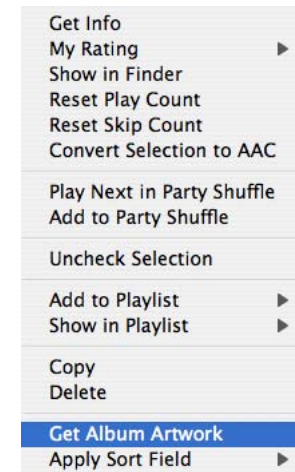 Get Info
My Rating
Show in Finder
Reset Play Count
Reset Skip Count
Convert Selection to AAC
Play Next in Party Shuffle
Add to Party Shuffle
Uncheck Selection
Add to Playlist
Show in Playlist
Copy
Delete
Get Album Artwork
Apply Sort Field